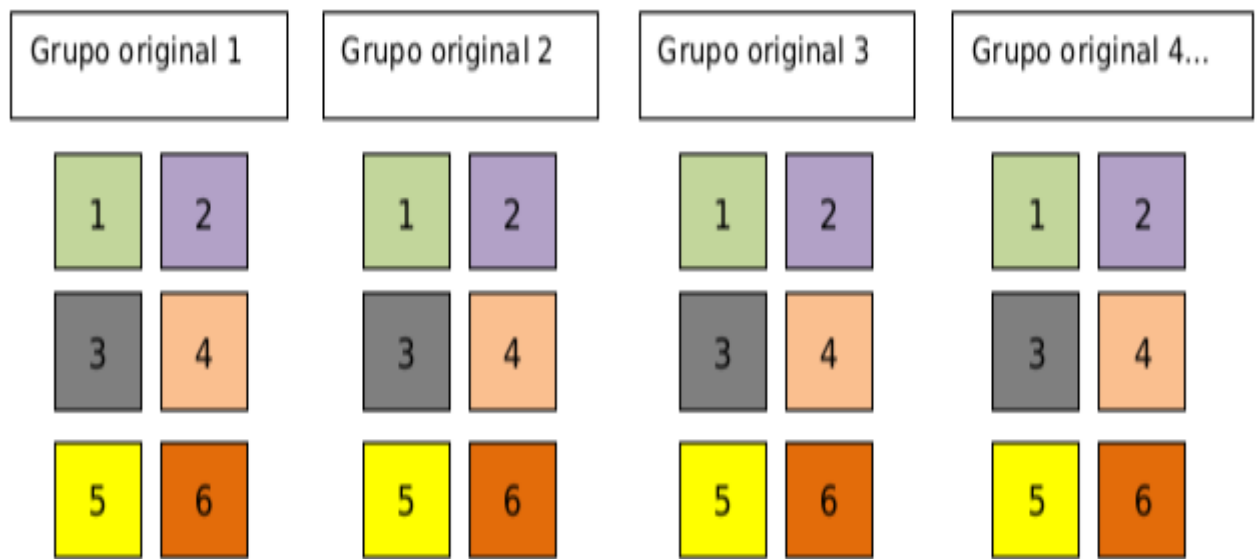 Grupo original 1
Grupo original 2
Grupo original 3
Grupo original 4...
1 2 1 2 1 2 1 2
3 4 3 4 3 4 3 4
5 6 5 6 5 6 5 6